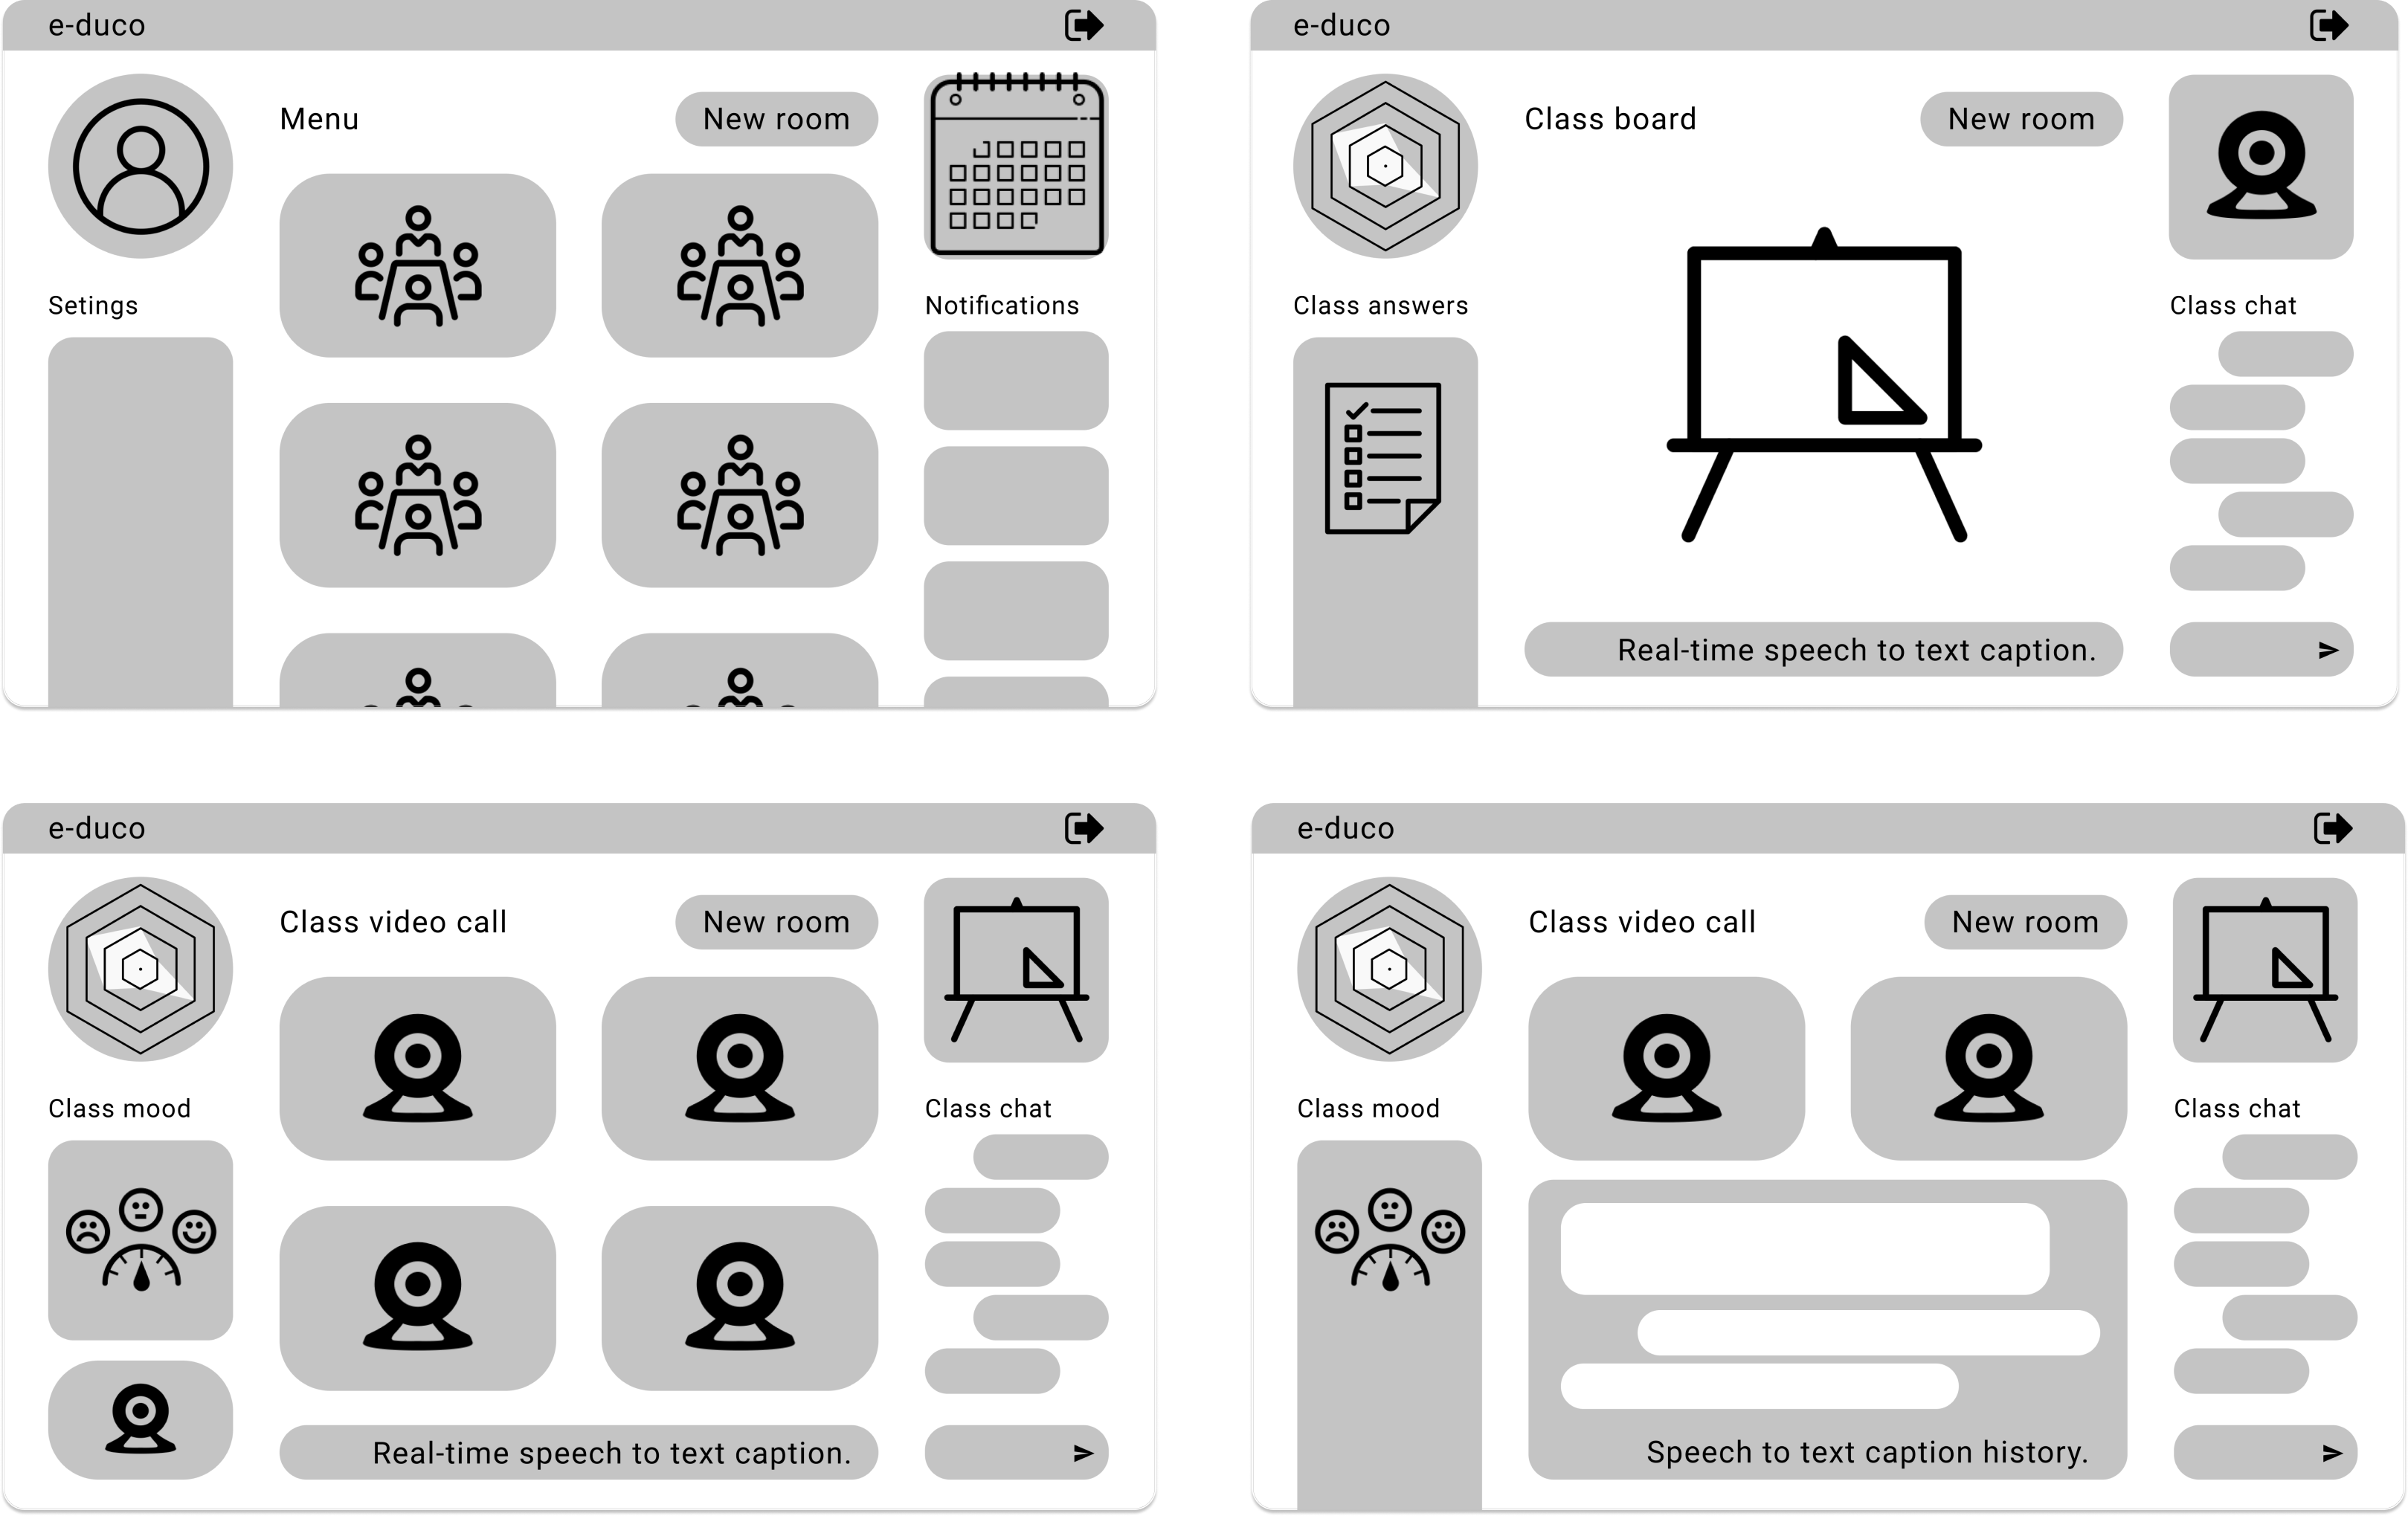 e-duco
Menu
New room
Setings
Notifications
e-duco
Class board
New room
Class answers
Class chat
Real-time speech to text caption.
e-duco
Class video call
New room
Class mood
Class chat
Real-time speech to text caption.
e-duco
Class video call
New room
Class mood
Class chat
Speech to text caption history.